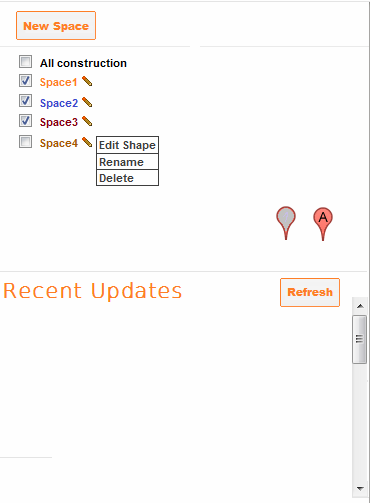 New Space
All construction
Space1
Space2
Space3
Space4
Edit Shape
Rename
Delete
A
Recent Updates
Refresh